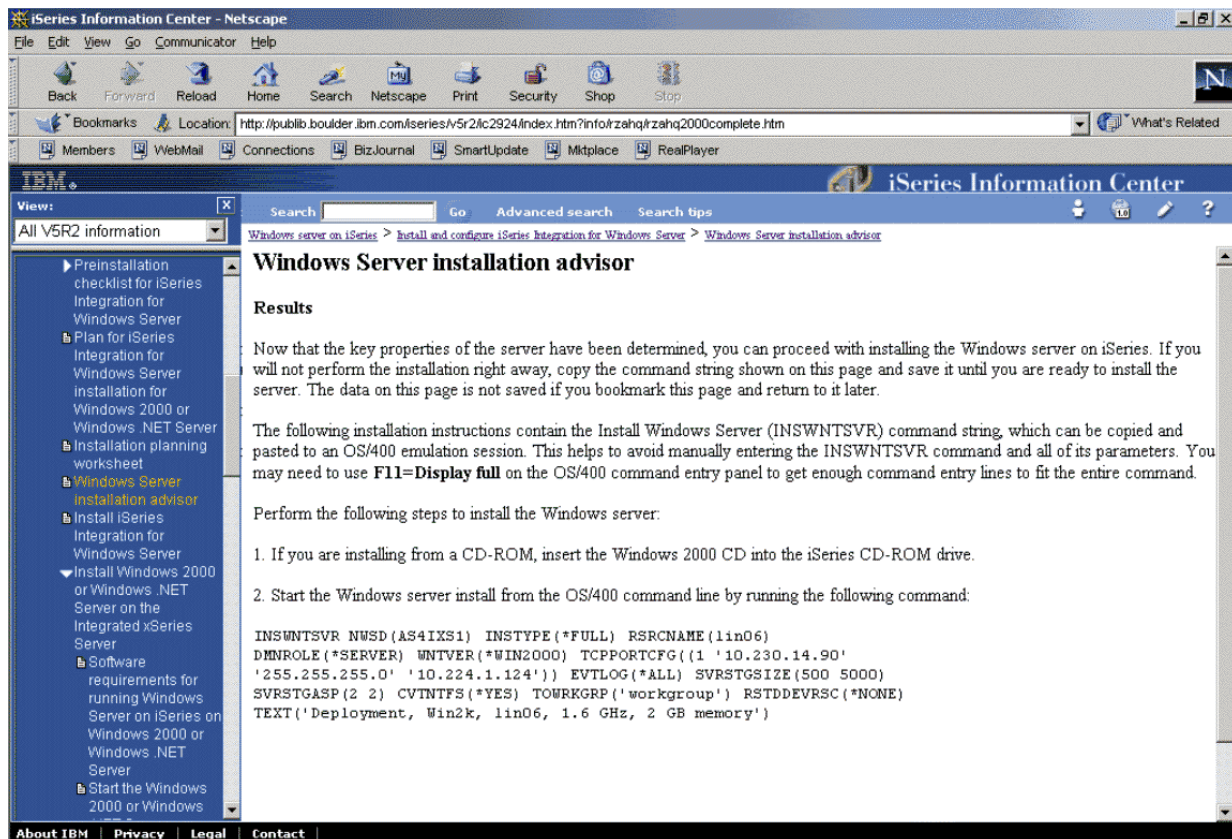 iSeries Information Center - Netscape
File Edit View Go Communicator Help
Back Forward Reload Home Search Netscape Print Security Shop Stop
Bookmarks Location: http://publib.boulder.ibm.com/iseries/v5r2/ic2924/index.htm?info/rzahq/rzahq2000complete.htm What's Related
Members WebMail Connections BizJournal SmartUpdate Mktplace RealPlayer
IBM iSeries Information Center
View:
All V5R2 information
Search Go Advanced search Search tips
Windows server on iSeries > Install and configure iSeries Integration for Windows Server > Windows Server installation advisor
Preinstallation
checklist for iSeries
Integration for
Windows Server
Plan for iSeries
Integration for
Windows Server
installation for
Windows 2000 or
Windows .NET Server
Installation planning
worksheet
Windows Server
installation advisor
Install iSeries
Integration for
Windows Server
Install Windows 2000
or Windows .NET
Server on the
Integrated xSeries
Server
Software
requirements for
running Windows
Server on iSeries on
Windows 2000 or
Windows .NET
Server
Start the Windows
2000 or Windows
Windows Server installation advisor
Results
Now that the key properties of the server have been determined, you can proceed with installing the Windows server on iSeries. If you
will not perform the installation right away, copy the command string shown on this page and save it until you are ready to install the
server. The data on this page is not saved if you bookmark this page and return to it later.
The following installation instructions contain the Install Windows Server (INSWNTSVR) command string, which can be copied and
pasted to an OS/400 emulation session. This helps to avoid manually entering the INSWNTSVR command and all of its parameters. You
may need to use F11=Display full on the OS/400 command entry panel to get enough command entry lines to fit the entire command.
Perform the following steps to install the Windows server:
1. If you are installing from a CD-ROM, insert the Windows 2000 CD into the iSeries CD-ROM drive.
2. Start the Windows server install from the OS/400 command line by running the following command:
INSWNTSVR NWSD(AS4IXS1) INSTYPE(*FULL) RSRCNAME(lin06)
DMNROLE(*SERVER) WNTVER(*WIN2000) TCPPORTCFG((1 '10.230.14.90'
'255.255.255.0' '10.224.1.124')) EVTLOG(*ALL) SVRSTGSIZE(500 5000)
SVRSTGASP(2 2) CVTNTFS(*YES) TOWRKGRP('workgroup') RSTDDEVRSC(*NONE)
TEXT('Deployment, Win2k, lin06, 1.6 GHz, 2 GB memory')
About IBM | Privacy | Legal | Contact |